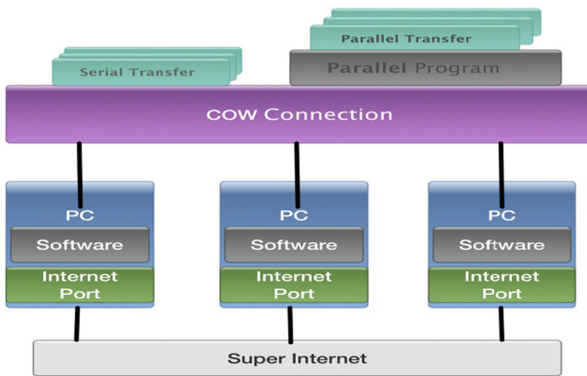 Parallel Transfer
Serial Transfer
Parallel Program
COW Connection
PC
PC
PC
Software
Software
Software
Internet
Port
Internet
Port
Internet
Port
Super Internet